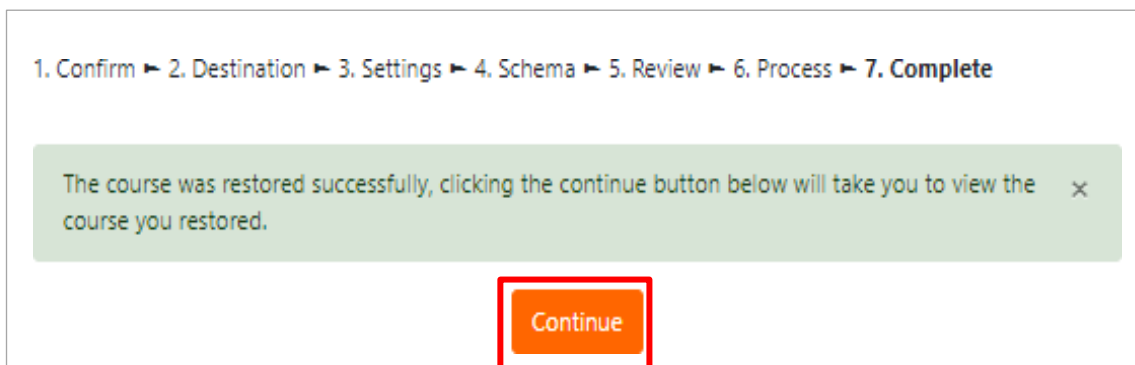 1. Confirm ► 2. Destination ► 3. Settings ► 4. Schema ► 5. Review ► 6. Process ► 7. Complete
The course was restored successfully, clicking the continue button below will take you to view the ×
course you restored.
Continue